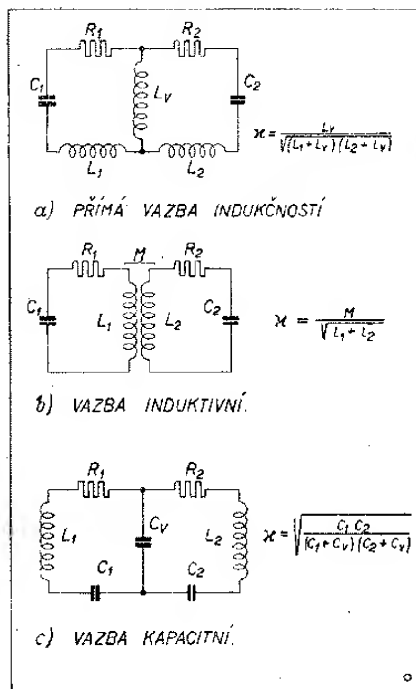 R1 R2
C1 LV C2
ϰ = LV / √(L1+LV)(L2+LV)
L1 L2
a) PŘÍMÁ VAZBA INDUKČNOSTÍ
R1 M R2
C1 L1 L2 C2
ϰ = M / √L1+L2
b) VAZBA INDUKTIVNÍ.
R1 R2
L1 CV L2
ϰ = √C1 C2 / (C1+CV)(C2+CV)
C1 C2
c) VAZBA KAPACITNÍ.